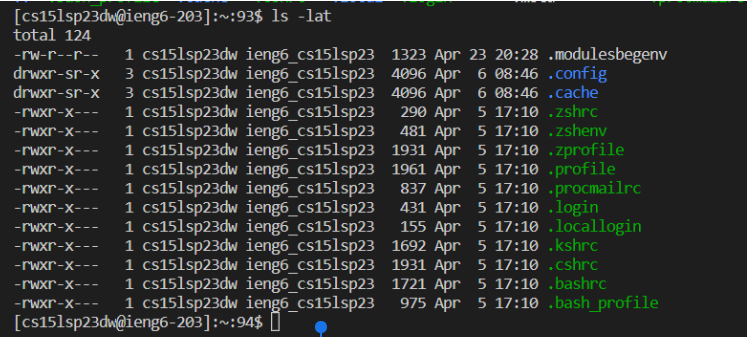 [cs15lsp23dw@ieng6-203]:~:93$ ls -lat
total 124
-rw-r--r-- 1 cs15lsp23dw ieng6_cs15lsp23 1323 Apr 23 20:28 .modulesbegenv
drwxr-sr-x 3 cs15lsp23dw ieng6_cs15lsp23 4096 Apr 6 08:46 .config
drwxr-sr-x 3 cs15lsp23dw ieng6_cs15lsp23 4096 Apr 6 08:46 .cache
-rwxr-x--- 1 cs15lsp23dw ieng6_cs15lsp23 290 Apr 5 17:10 .zshrc
-rwxr-x--- 1 cs15lsp23dw ieng6_cs15lsp23 481 Apr 5 17:10 .zshenv
-rwxr-x--- 1 cs15lsp23dw ieng6_cs15lsp23 1931 Apr 5 17:10 .zprofile
-rwxr-x--- 1 cs15lsp23dw ieng6_cs15lsp23 1961 Apr 5 17:10 .profile
-rwxr-x--- 1 cs15lsp23dw ieng6_cs15lsp23 837 Apr 5 17:10 .procmailrc
-rwxr-x--- 1 cs15lsp23dw ieng6_cs15lsp23 431 Apr 5 17:10 .login
-rwxr-x--- 1 cs15lsp23dw ieng6_cs15lsp23 155 Apr 5 17:10 .locallogin
-rwxr-x--- 1 cs15lsp23dw ieng6_cs15lsp23 1692 Apr 5 17:10 .kshrc
-rwxr-x--- 1 cs15lsp23dw ieng6_cs15lsp23 1931 Apr 5 17:10 .cshrc
-rwxr-x--- 1 cs15lsp23dw ieng6_cs15lsp23 1721 Apr 5 17:10 .bashrc
-rwxr-x--- 1 cs15lsp23dw ieng6_cs15lsp23 975 Apr 5 17:10 .bash_profile
[cs15lsp23dw@ieng6-203]:~:94$